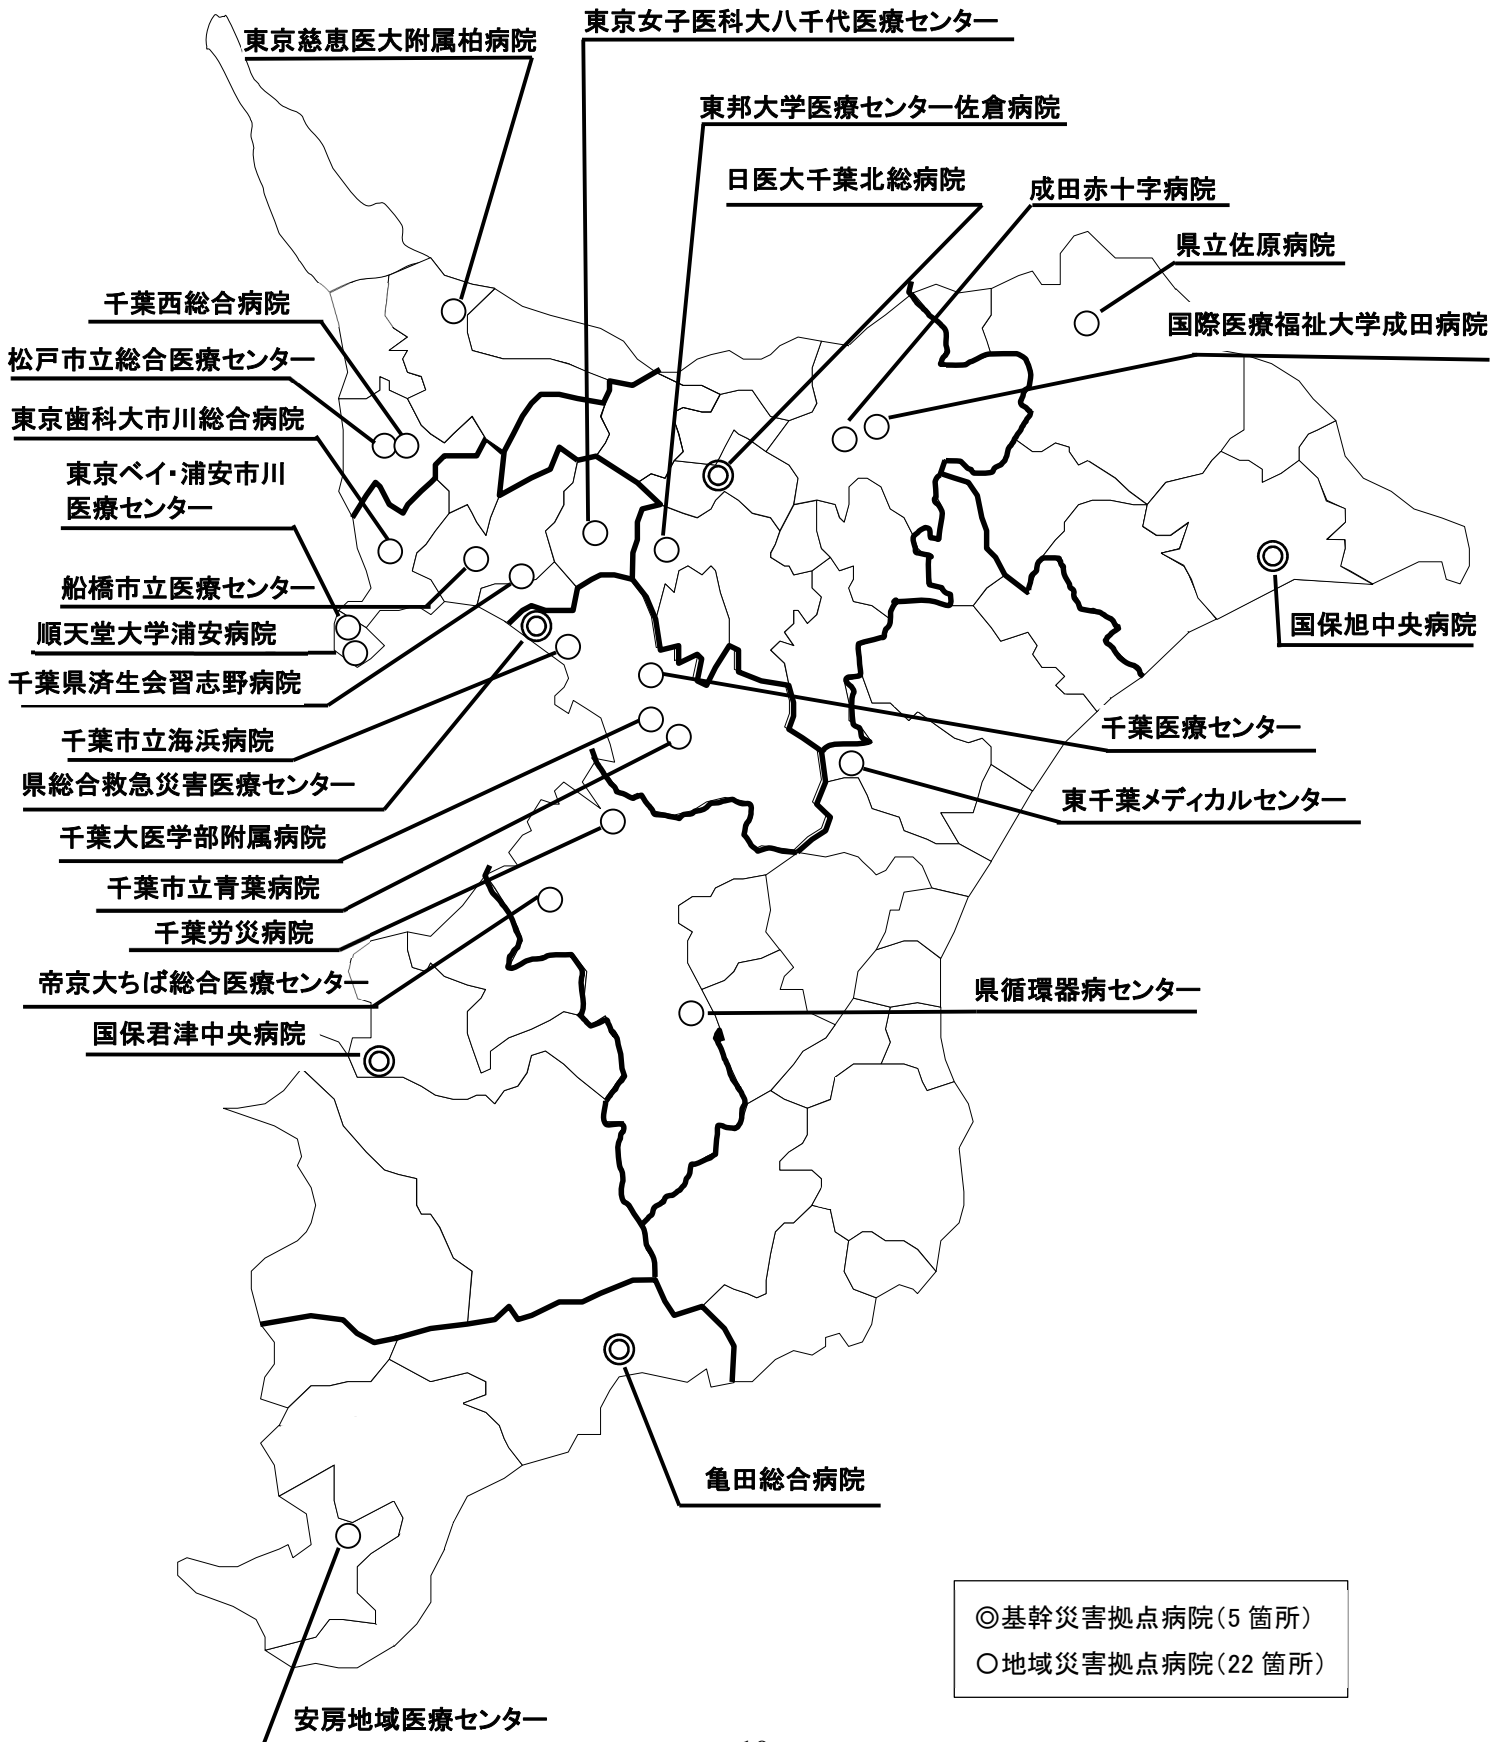 東京女子医科大八千代医療センター
東京慈恵医大附属柏病院
東邦大学医療センター佐倉病院
日医大千葉北総病院
成田赤十字病院
県立佐原病院
千葉西総合病院
国際医療福祉大学成田病院
松戸市立総合医療センター
東京歯科大市川総合病院
東京ベイ・浦安市川
医療センター
船橋市立医療センター
順天堂大学浦安病院
国保旭中央病院
千葉県済生会習志野病院
千葉医療センター
千葉市立海浜病院
県総合救急災害医療センター
東千葉メディカルセンター
千葉大医学部附属病院
千葉市立青葉病院
千葉労災病院
帝京大ちば総合医療センター
県循環器病センター
国保君津中央病院
亀田総合病院
◎基幹災害拠点病院(5 箇所)
○地域災害拠点病院(22 箇所)
安房地域医療センター